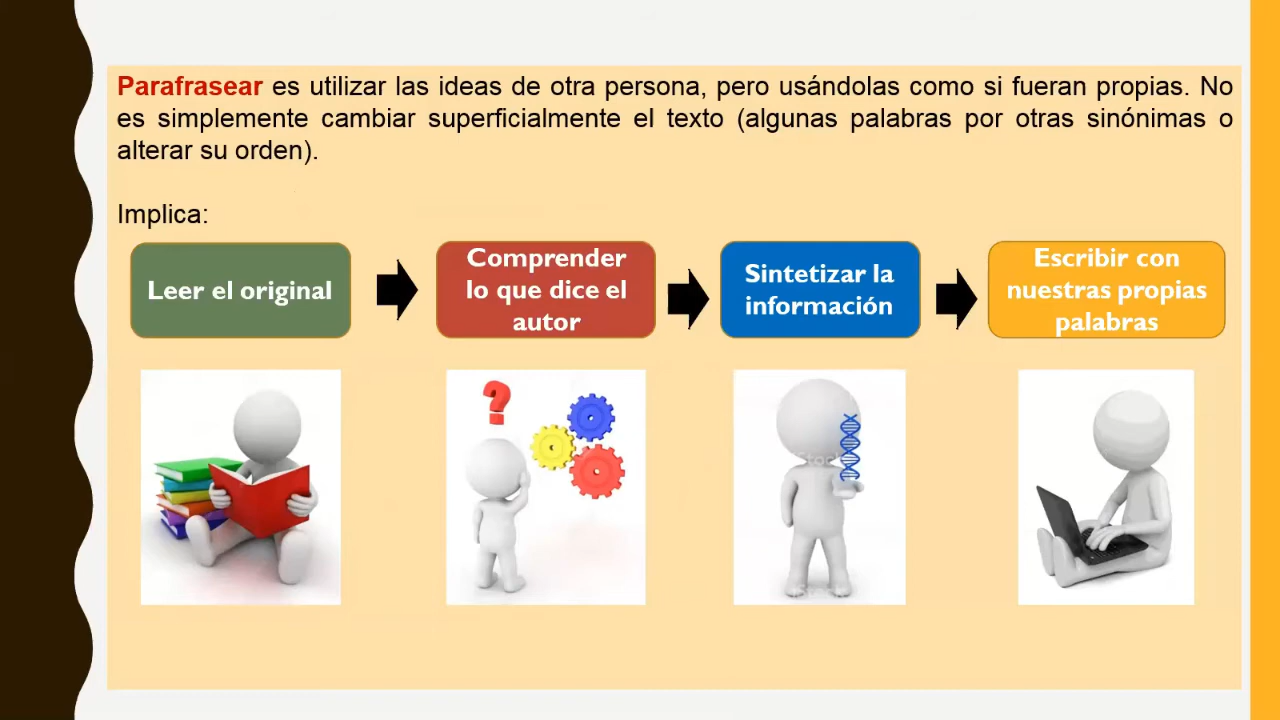 Parafrasear es utilizar las ideas de otra persona, pero usándolas como si fueran propias. No
es simplemente cambiar superficialmente el texto (algunas palabras por otras sinónimas o
alterar su orden).
Implica:
Leer el original
Comprender
lo que dice el
autor
Sintetizar la
información
Escribir con
nuestras propias
palabras